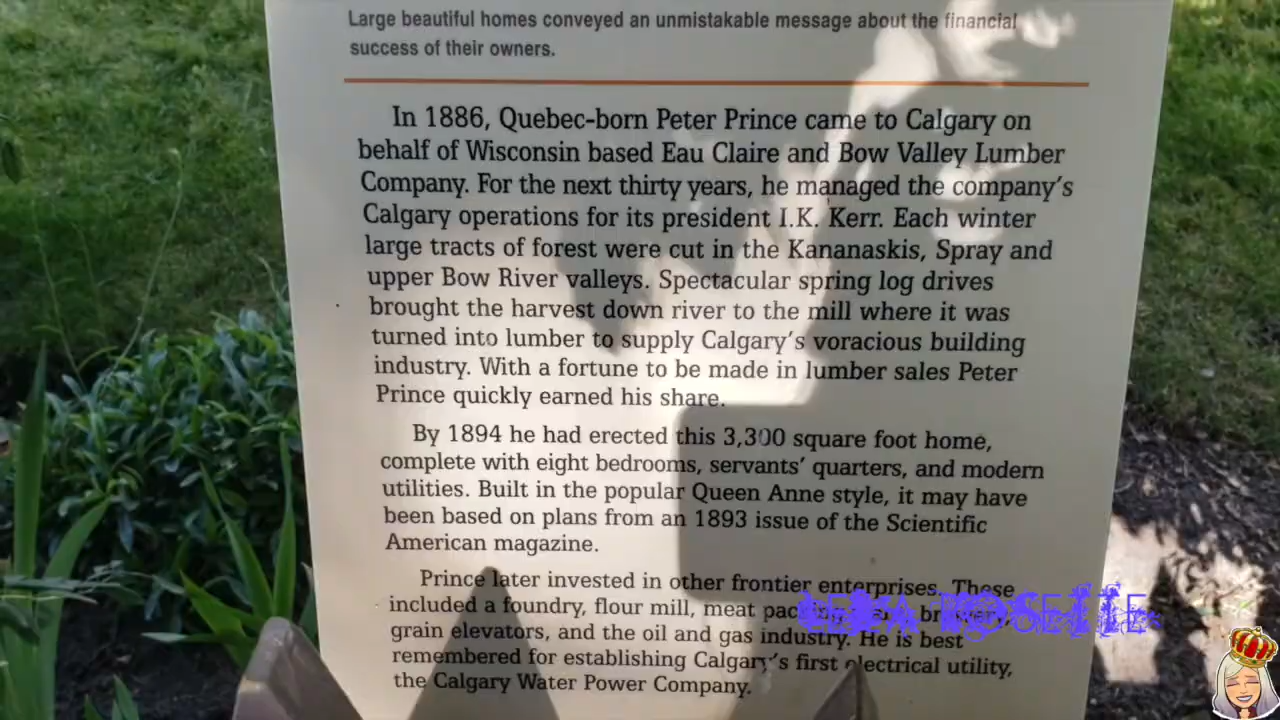 Large beautiful homes conveyed an unmistakable message about the financial
success of their owners.
In 1886, Quebec-born Peter Prince came to Calgary on
behalf of Wisconsin based Eau Claire and Bow Valley Lumber
Company. For the next thirty years, he managed the company's
Calgary operations for its president I.K. Kerr. Each winter
large tracts of forest were cut in the Kananaskis, Spray and
upper Bow River valleys. Spectacular spring log drives
brought the harvest down river to the mill where it was
turned into lumber to supply Calgary's voracious building
industry. With a fortune to be made in lumber sales Peter
Prince quickly earned his share.
By 1894 he had erected this 3,300 square foot home,
complete with eight bedrooms, servants' quarters, and modern
utilities. Built in the popular Queen Anne style, it may have
been based on plans from an 1893 issue of the Scientific
American magazine.
Prince later invested in other frontier enterprises. These
included a foundry, flour mill, meat packing
grain elevators, and the oil and gas industry. He is best
remembered for establishing Calgary's first electrical utility,
the Calgary Water Power Company.